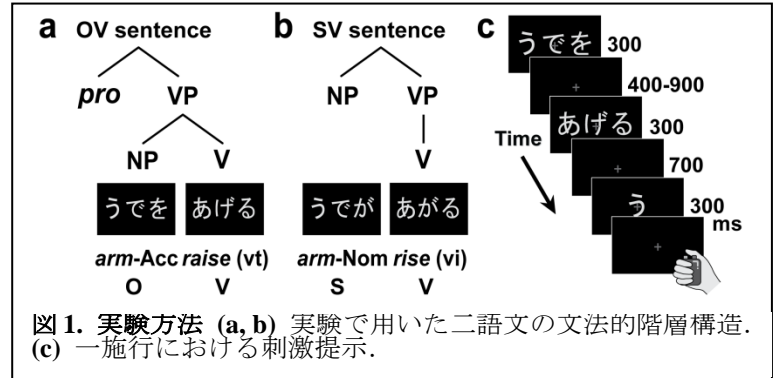 a OV sentence
pro VP
NP V
うでを あげる
arm-Acc raise (vt)
O V
b SV sentence
NP VP
V
うでが あがる
arm-Nom rise (vi)
S V
c
うでを 300
400-900
あげる 300
Time
700
う 300
ms
図 1. 実験方法 (a, b) 実験で用いた二語文の文法的階層構造.
(c) 一施行における刺激提示.